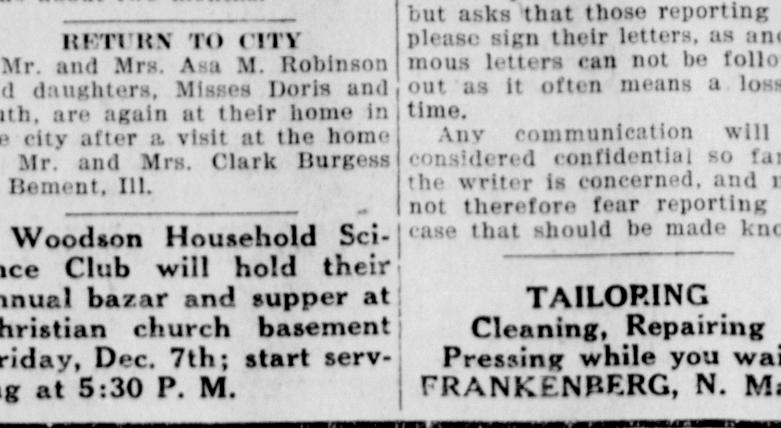 RETURN TO CITY
Mr. and Mrs. Asa M. Robinson
d daughters, Misses Doris and
uth, are again at their home in
e city after a visit at the home
Mr. and Mrs. Clark Burgess
Bement, Ill.
Woodson Household Sci-
nce Club will hold their
nnual bazar and supper at
hristian church basement
riday, Dec. 7th; start serv-
g at 5:30 P. M.
but asks that those reporting
please sign their letters, as
mous letters can not be follo
out as it often means a loss
time.
Any communication will
considered confidential so far
the writer is concerned, and
not therefore fear reporting
case that should be made kno
TAILORING
Cleaning, Repairing
Pressing while you wai
FRANKENBERG, N. Ma